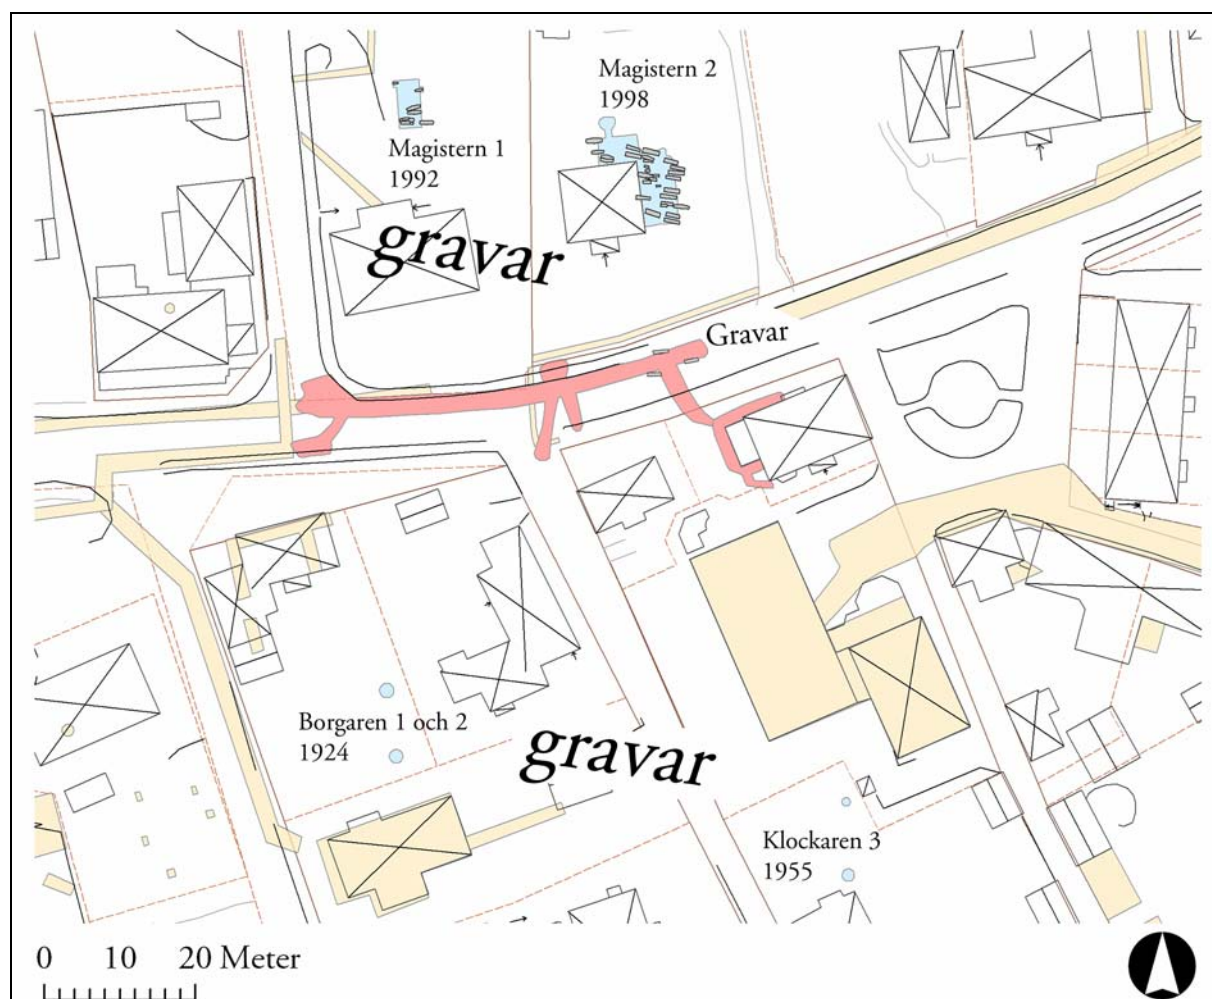 Magistern 2
1998
Magistern 1
1992
gravar
Gravar
Borgaren 1 och 2
1924
gravar
Klockaren 3
1955
0 10 20 Meter